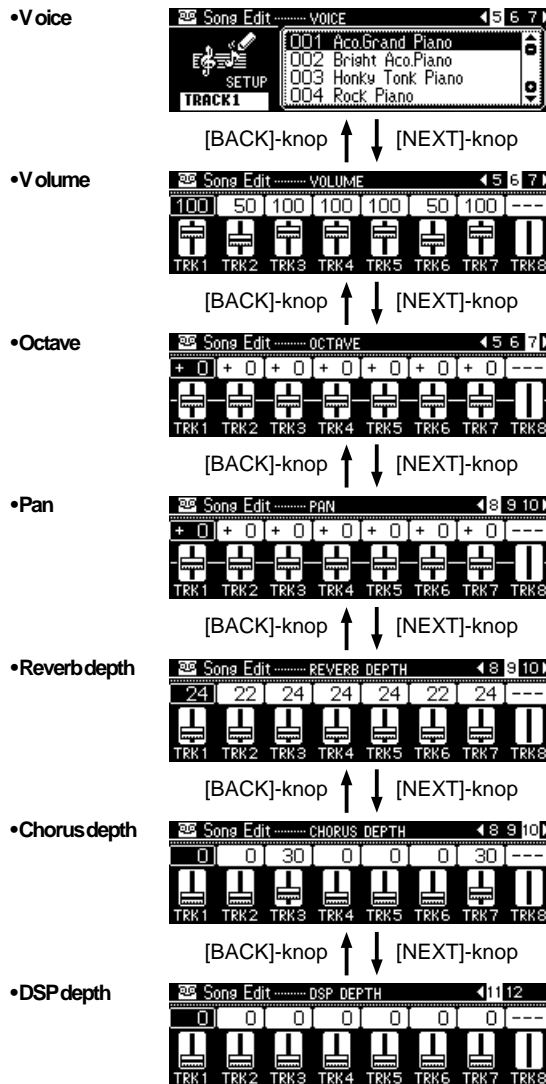 •Voice
Song Edit ········· VOICE ◀5 6 7▶
001 Aco.Grand Piano
002 Bright Aco.Piano
003 Honky Tonk Piano
004 Rock Piano
SETUP
TRACK1
[BACK]-knop [NEXT]-knop
•Volume
Song Edit ········· VOLUME ◀5 6 7▶
100 50 100 100 100 50 100 ---
TRK1 TRK2 TRK3 TRK4 TRK5 TRK6 TRK7 TRK8
[BACK]-knop [NEXT]-knop
•Octave
Song Edit ········· OCTAVE ◀5 6 7▶
+ 0 + 0 + 0 + 0 + 0 + 0 + 0 ---
TRK1 TRK2 TRK3 TRK4 TRK5 TRK6 TRK7 TRK8
[BACK]-knop [NEXT]-knop
•Pan
Song Edit ········· PAN ◀8 9 10▶
+ 0 + 0 + 0 + 0 + 0 + 0 + 0 ---
TRK1 TRK2 TRK3 TRK4 TRK5 TRK6 TRK7 TRK8
[BACK]-knop [NEXT]-knop
•Reverb depth
Song Edit ········· REVERB DEPTH ◀8 9 10▶
24 22 24 24 24 22 24 ---
TRK1 TRK2 TRK3 TRK4 TRK5 TRK6 TRK7 TRK8
[BACK]-knop [NEXT]-knop
•Chorus depth
Song Edit ········· CHORUS DEPTH ◀8 9 10▶
0 0 30 0 0 0 30 ---
TRK1 TRK2 TRK3 TRK4 TRK5 TRK6 TRK7 TRK8
[BACK]-knop [NEXT]-knop
•DSP depth
Song Edit ········· DSP DEPTH ◀11 12
0 0 0 0 0 0 0 ---
TRK1 TRK2 TRK3 TRK4 TRK5 TRK6 TRK7 TRK8